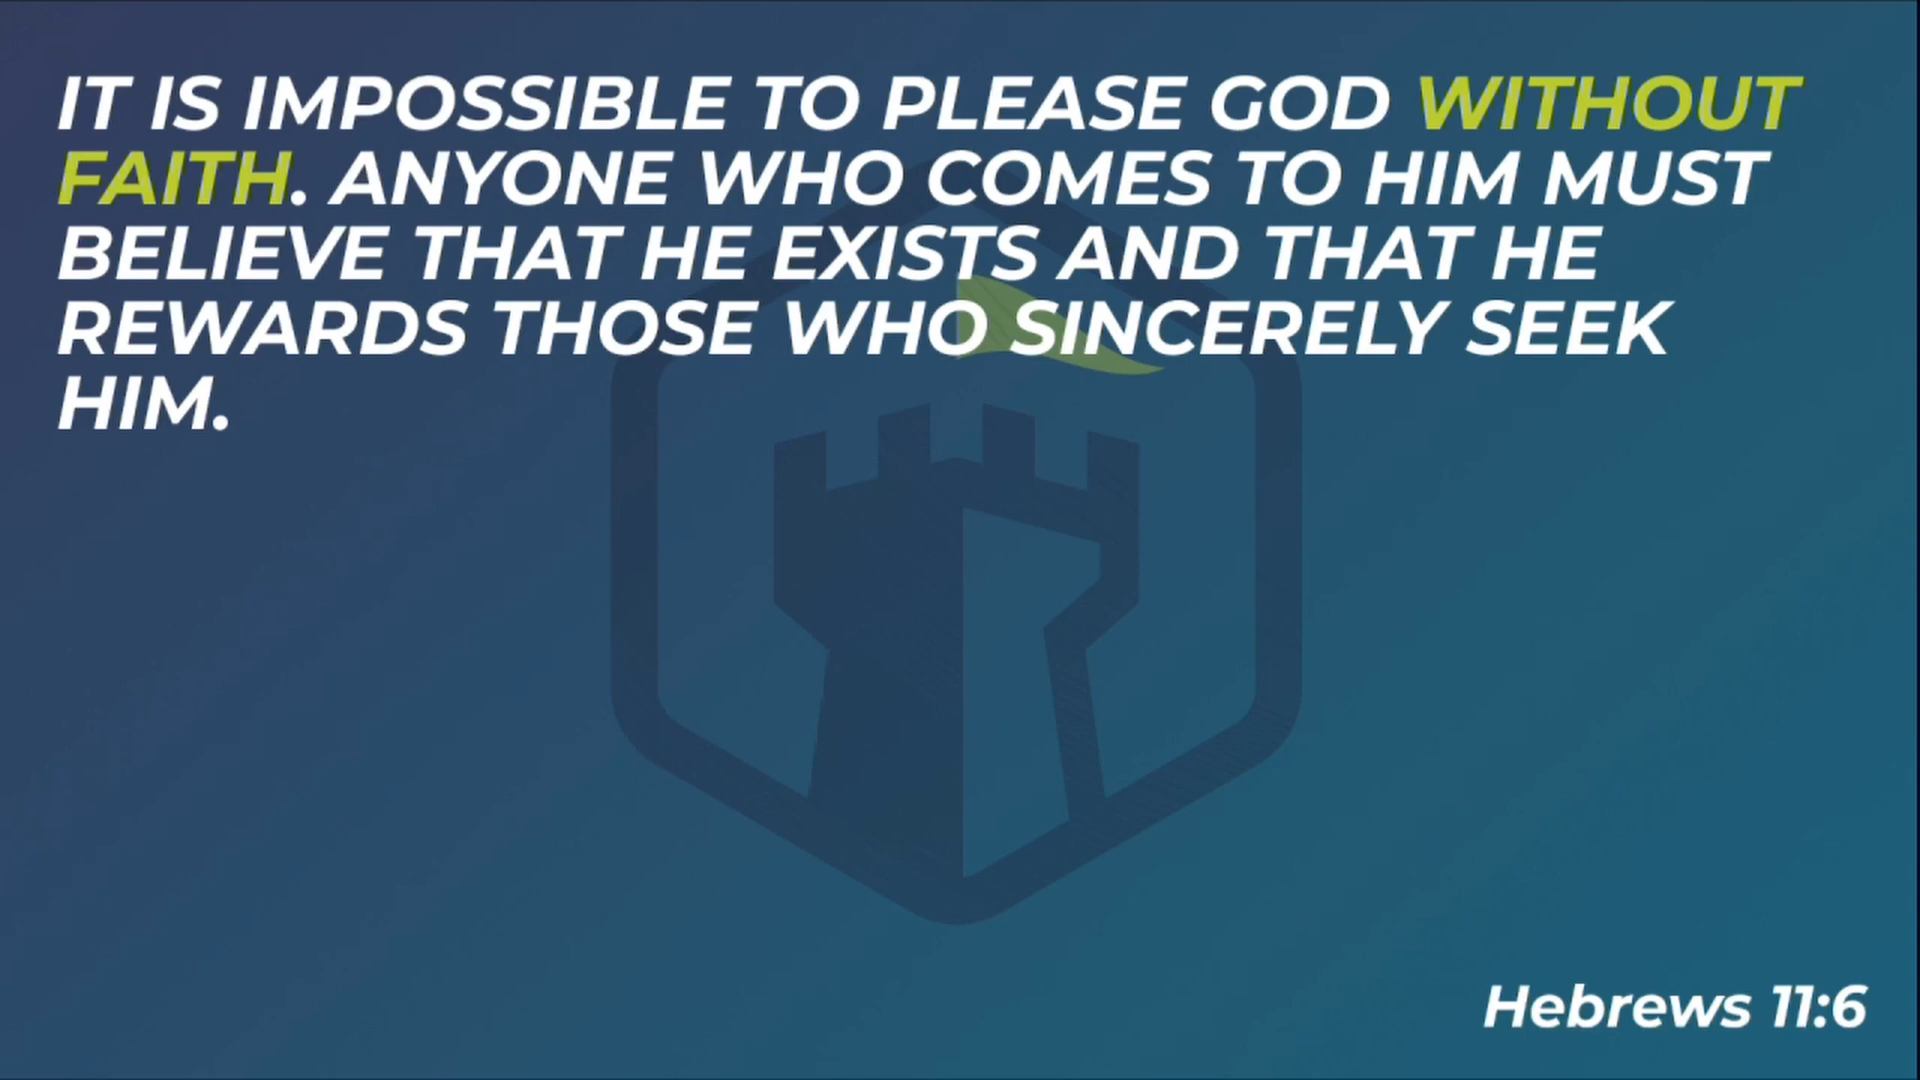 IT IS IMPOSSIBLE TO PLEASE GOD WITHOUT
FAITH. ANYONE WHO COMES TO HIM MUST
BELIEVE THAT HE EXISTS AND THAT HE
REWARDS THOSE WHO SINCERELY SEEK
HIM.
Hebrews 11:6